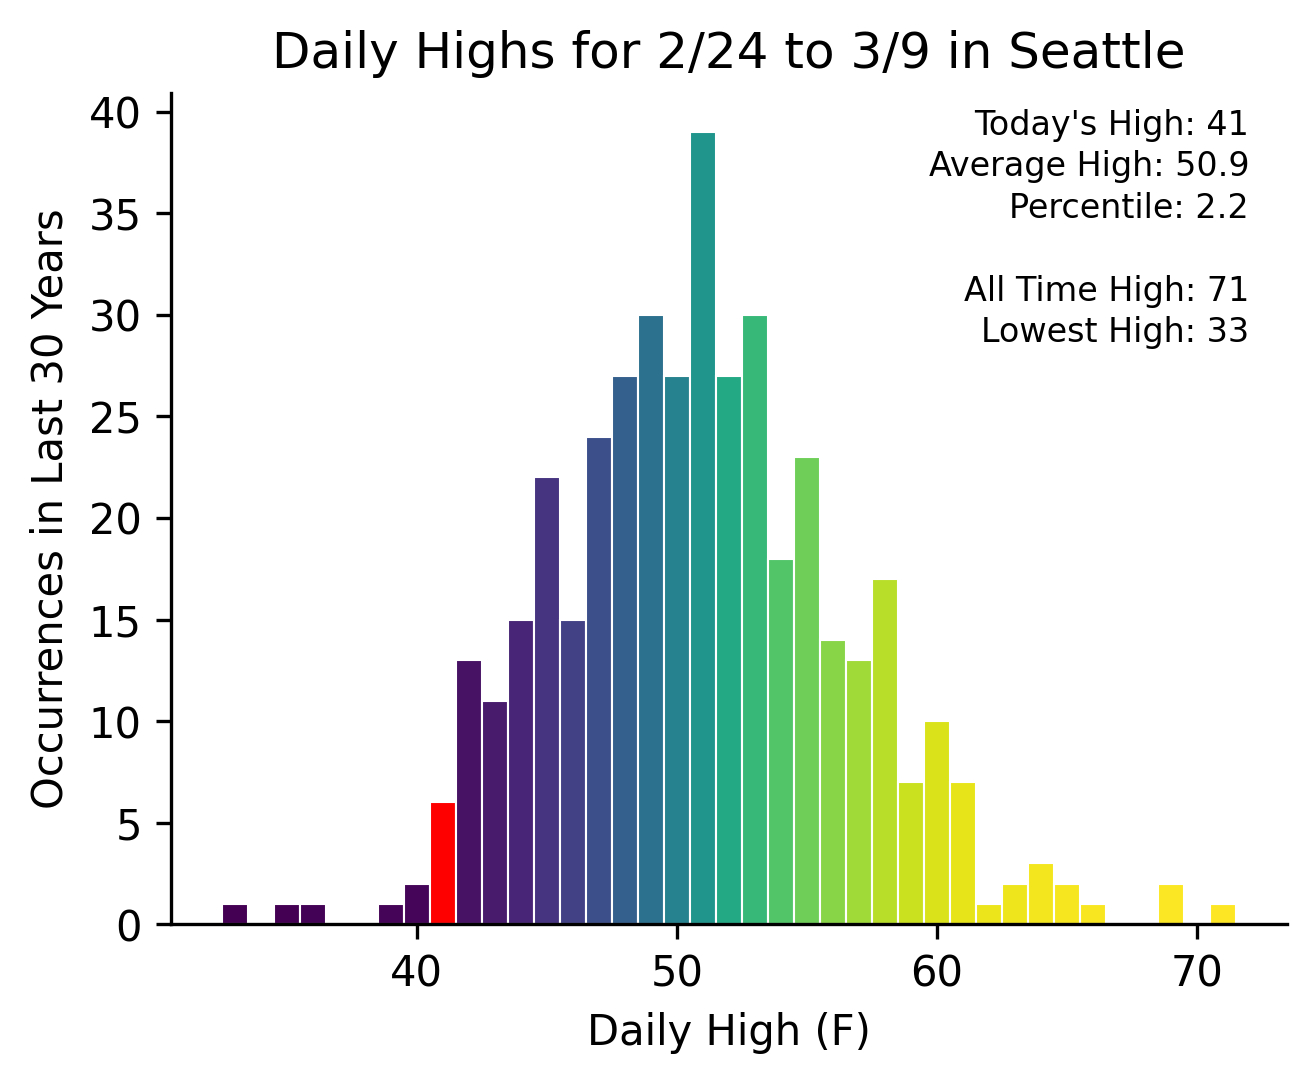 Daily Highs for 2/24 to 3/9 in Seattle
Today's High: 41
Average High: 50.9
Percentile: 2.2
All Time High: 71
Lowest High: 33
Occurrences in Last 30 Years
40
35
30
25
20
15
10
5
0
40 50 60 70
Daily High (F)